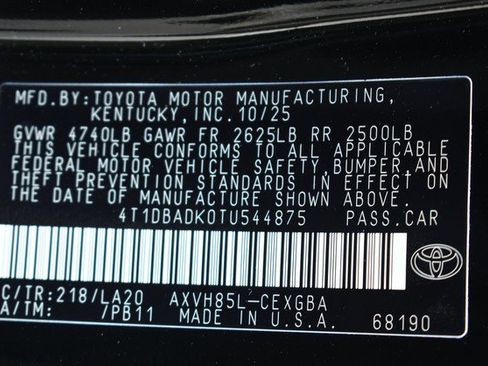 MFD.BY:TOYOTA MOTOR MANUFACTURING,
KENTUCKY,INC.10/25
GVWR 4740LB GAWR FR 2625LB RR 2500LB
THIS VEHICLE CONFORMS TO ALL APPLICABLE
FEDERAL MOTOR VEHICLE SAFETY,BUMPER,AND
THEFT PREVENTION STANDARDS IN EFFECT ON
THE DATE OF MANUFACTURE SHOWN ABOVE.
4T1DBADK0TU544875 PASS.CAR
C/TR:218/LA20 AXVH85L-CEXGBA
A/TM: /PB11 MADE IN U.S.A. 68190